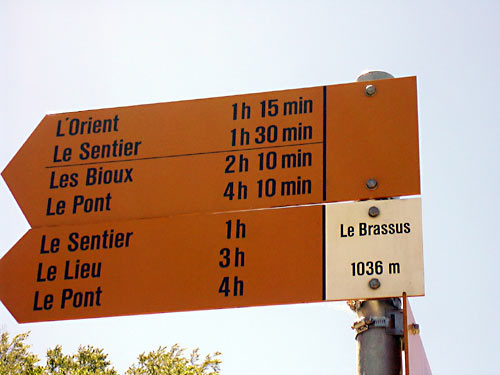 L'Orient 1h 15 min
Le Sentier 1h 30 min
Les Bioux 2h 10 min
Le Pont 4h 10 min
Le Sentier 1h
Le Lieu 3h
Le Pont 4h
Le Brassus
1036 m